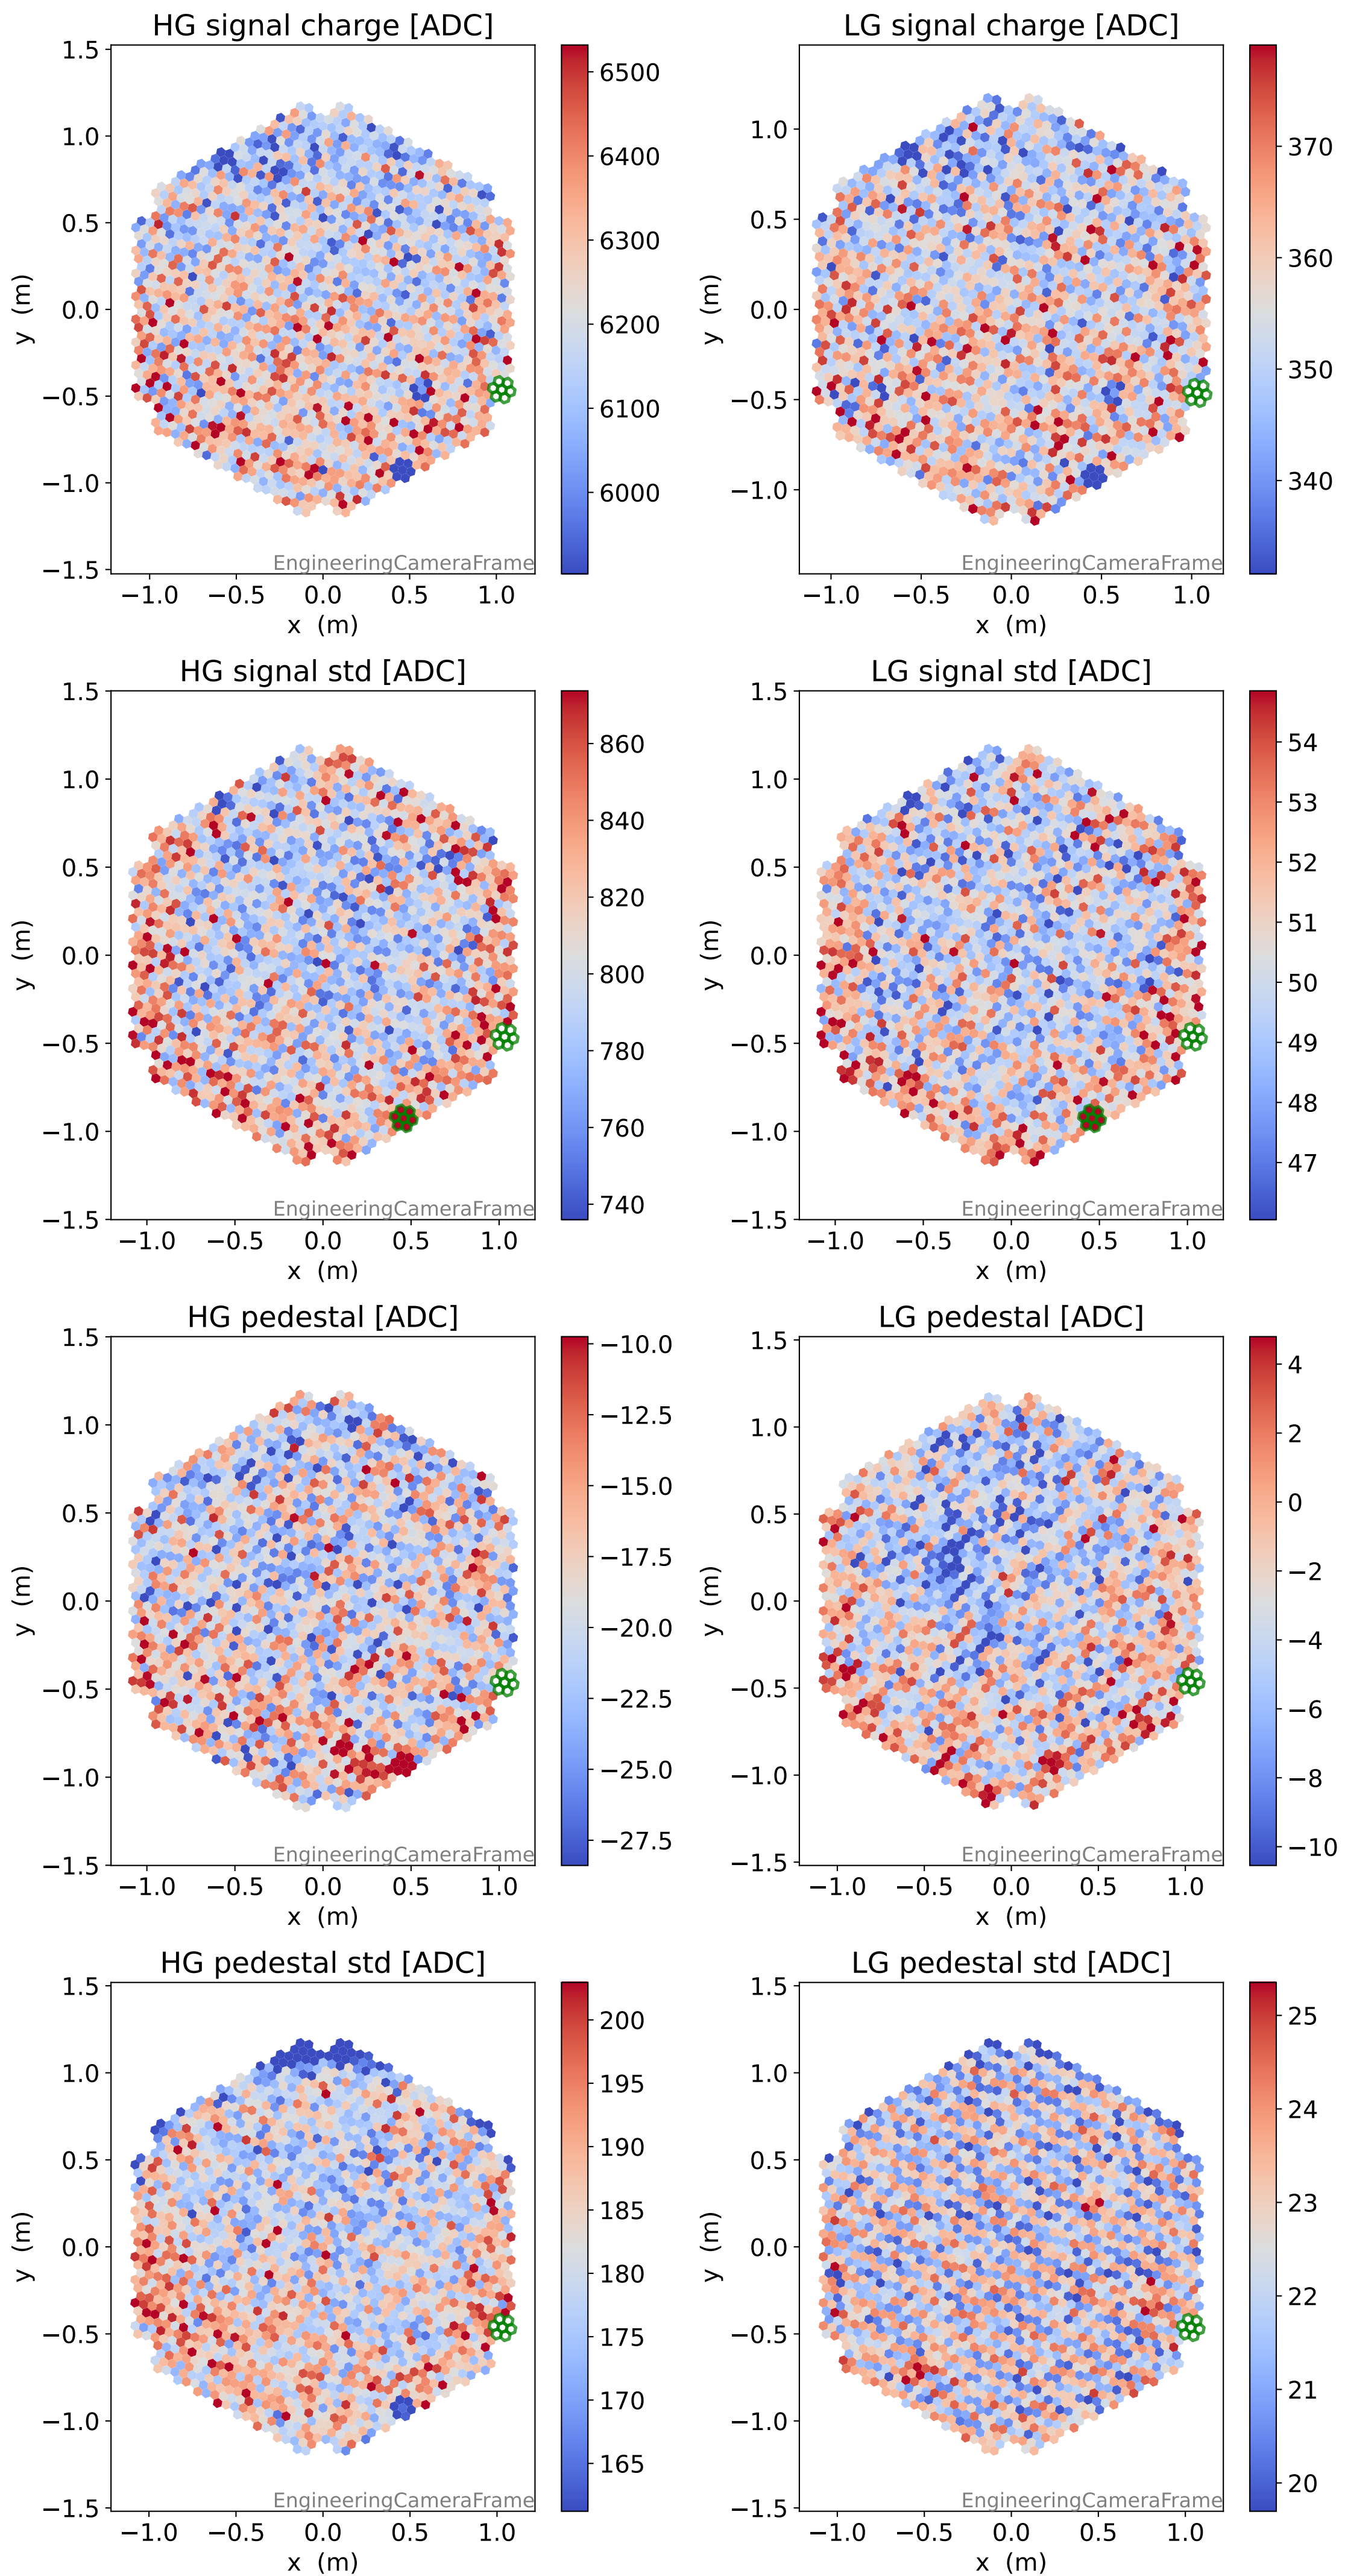 HG signal charge [ADC]
1.5
1.0
0.5
0.0
−0.5
−1.0
−1.5
y (m)
−1.0 −0.5 0.0 0.5 1.0
x (m)
EngineeringCameraFrame
6500
6400
6300
6200
6100
6000
LG signal charge [ADC]
1.0
0.5
0.0
−0.5
−1.0
y (m)
−1.0 −0.5 0.0 0.5 1.0
x (m)
EngineeringCameraFrame
370
360
350
340
HG signal std [ADC]
1.5
1.0
0.5
0.0
−0.5
−1.0
−1.5
y (m)
−1.0 −0.5 0.0 0.5 1.0
x (m)
EngineeringCameraFrame
860
840
820
800
780
760
740
LG signal std [ADC]
1.5
1.0
0.5
0.0
−0.5
−1.0
−1.5
y (m)
−1.0 −0.5 0.0 0.5 1.0
x (m)
EngineeringCameraFrame
54
53
52
51
50
49
48
47
HG pedestal [ADC]
1.5
1.0
0.5
0.0
−0.5
−1.0
−1.5
y (m)
−1.0 −0.5 0.0 0.5 1.0
x (m)
EngineeringCameraFrame
−10.0
−12.5
−15.0
−17.5
−20.0
−22.5
−25.0
−27.5
LG pedestal [ADC]
1.5
1.0
0.5
0.0
−0.5
−1.0
−1.5
y (m)
−1.0 −0.5 0.0 0.5 1.0
x (m)
EngineeringCameraFrame
4
2
0
−2
−4
−6
−8
−10
HG pedestal std [ADC]
1.5
1.0
0.5
0.0
−0.5
−1.0
−1.5
y (m)
−1.0 −0.5 0.0 0.5 1.0
x (m)
EngineeringCameraFrame
200
195
190
185
180
175
170
165
LG pedestal std [ADC]
1.5
1.0
0.5
0.0
−0.5
−1.0
−1.5
y (m)
−1.0 −0.5 0.0 0.5 1.0
x (m)
EngineeringCameraFrame
25
24
23
22
21
20